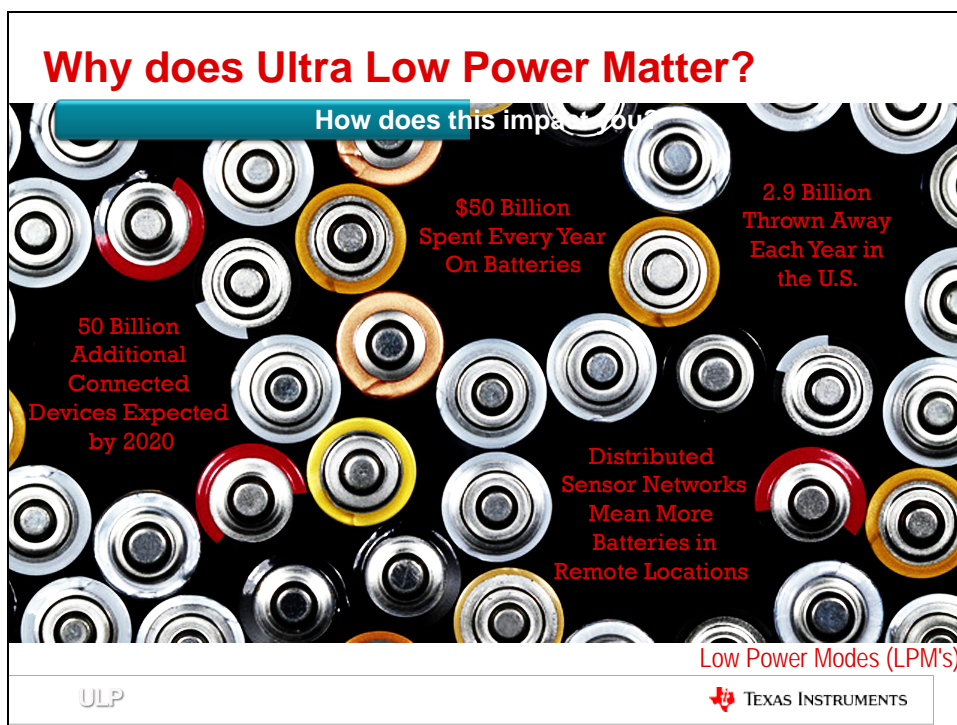 Why does Ultra Low Power Matter?
How does this impact you?
$50 Billion
Spent Every Year
On Batteries
2.9 Billion
Thrown Away
Each Year in
the U.S.
50 Billion
Additional
Connected
Devices Expected
by 2020
Distributed
Sensor Networks
Mean More
Batteries in
Remote Locations
Low Power Modes (LPM's)
ULP
TEXAS INSTRUMENTS